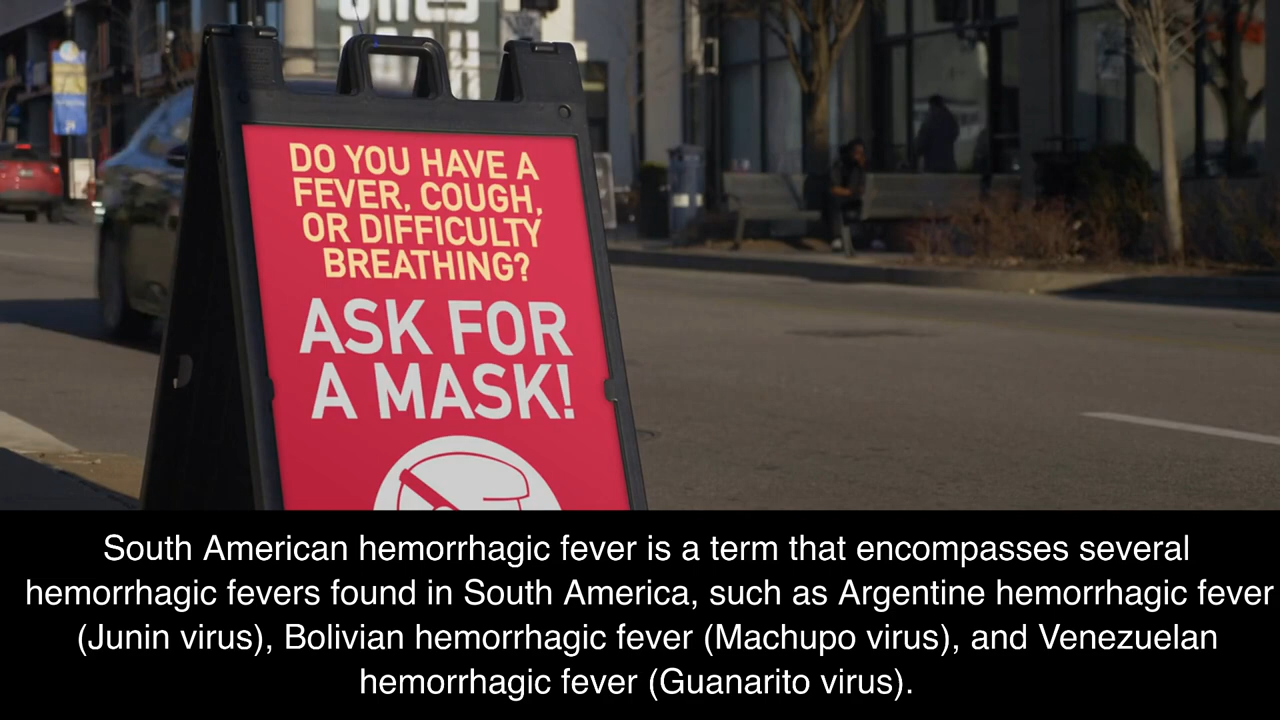 DO YOU HAVE A
FEVER, COUGH,
OR DIFFICULTY
BREATHING?
ASK FOR
A MASK!
South American hemorrhagic fever is a term that encompasses several
hemorrhagic fevers found in South America, such as Argentine hemorrhagic fever
(Junin virus), Bolivian hemorrhagic fever (Machupo virus), and Venezuelan
hemorrhagic fever (Guanarito virus).